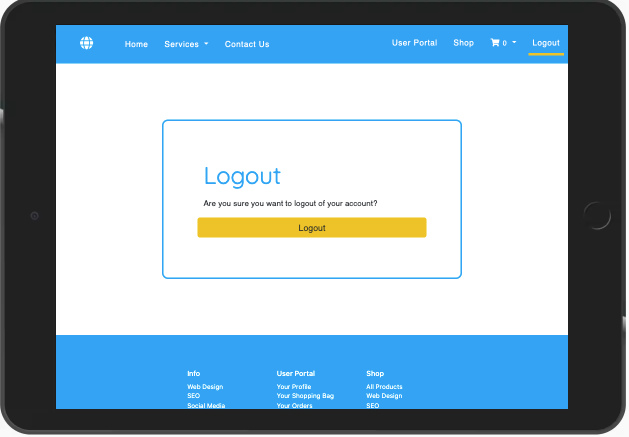 Home Services Contact Us User Portal Shop 0 Logout
Logout
Are you sure you want to logout of your account?
Logout
Info User Portal Shop
Web Design Your Profile All Products
SEO Your Shopping Bag Web Design
Social Media Your Orders SEO